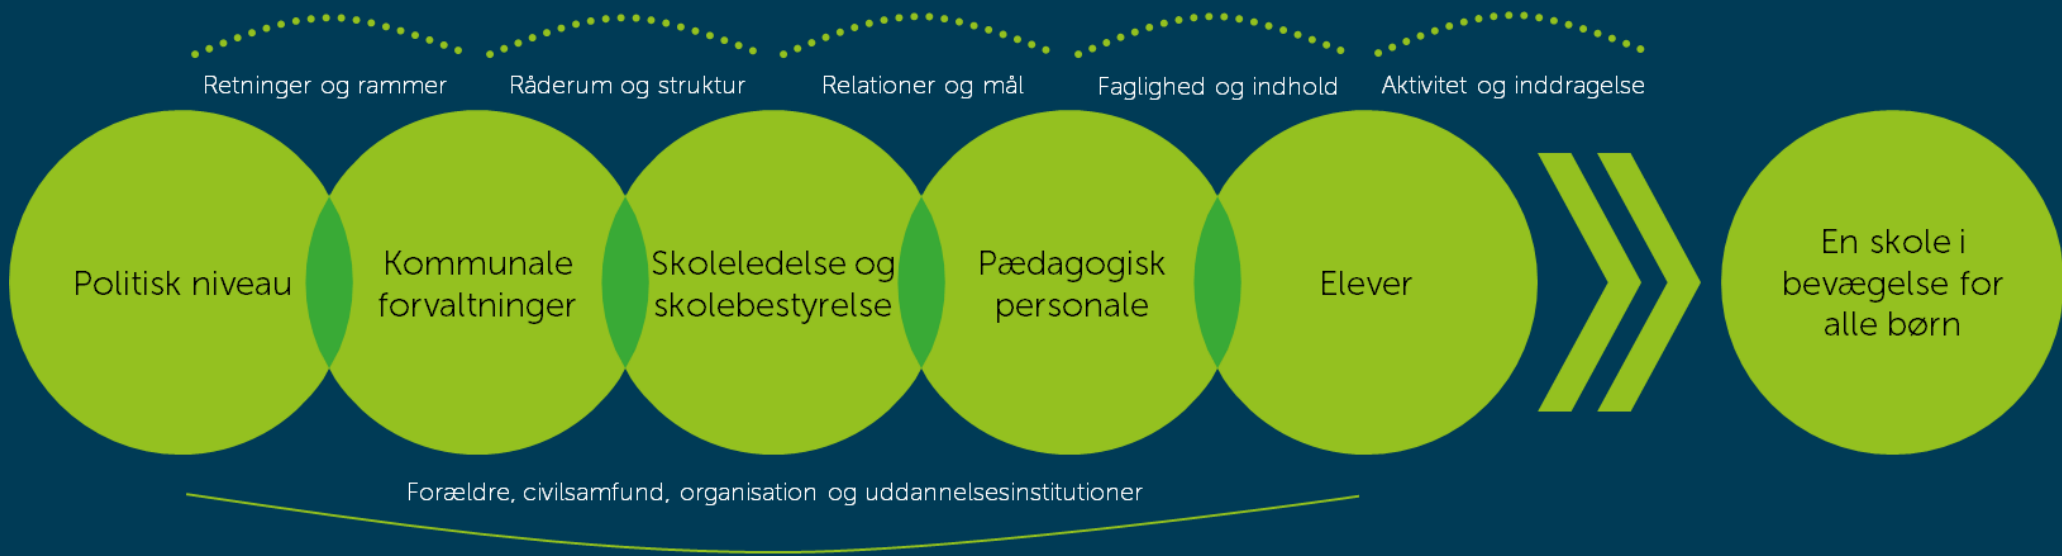 Retninger og rammer
Råderum og struktur
Relationer og mål
Faglighed og indhold
Aktivitet og inddragelse
Politisk niveau
Kommunale
forvaltninger
Skoleledelse og
skolebestyrelse
Pædagogisk
personale
Elever
En skole i
bevægelse for
alle børn
Forældre, civilsamfund, organisation og uddannelsesinstitutioner